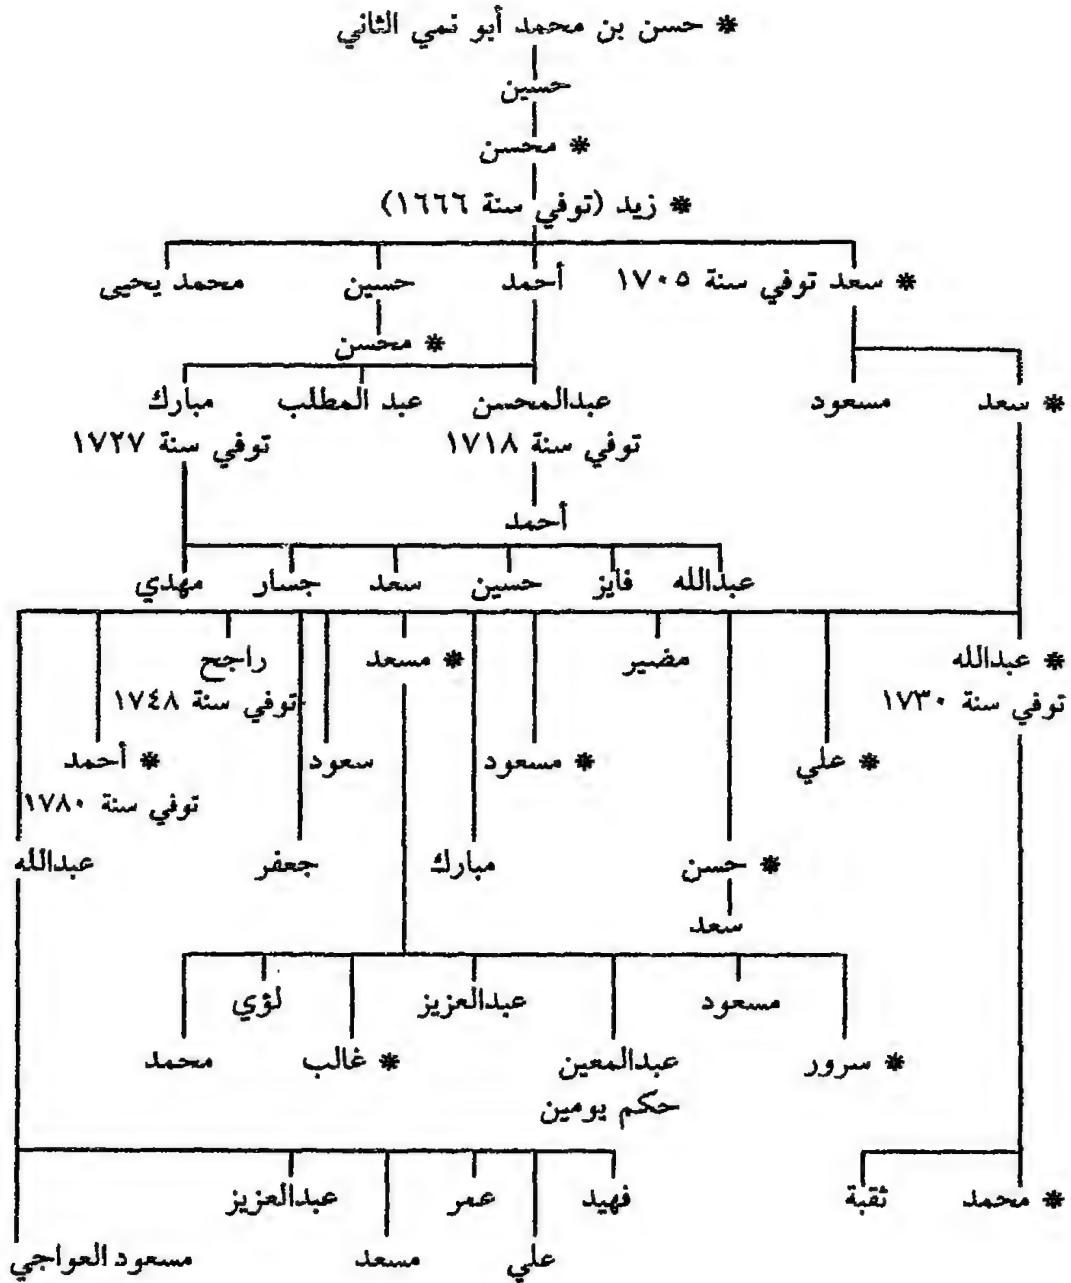 * حسن بن محمد أبو نمي الثاني
حسين
* محسن
* زيد (توفي سنة ١٦٦٦)
* سعد توفي سنة ١٧٠٥ أحمد حسين محمد يحيى
* محسن
* سعد مسعود عبدالمحسن عبد المطلب مبارك
توفي سنة ١٧١٨ توفي سنة ١٧٢٧
أحمد
عبدالله فايز حسين سعد جسار مهدي
* عبدالله مضير * مسعد راجح
توفي سنة ١٧٣٠ توفي سنة ١٧٤٨
* علي * مسعود سعود * أحمد
توفي سنة ١٧٨٠
* حسن مبارك جعفر عبدالله
سعد
مسعود عبدالعزيز لؤي
* سرور عبدالمعين * غالب محمد
حكم يومين
* محمد ثقبة فهيد عمر عبدالعزيز
علي مسعد مسعود العواجي